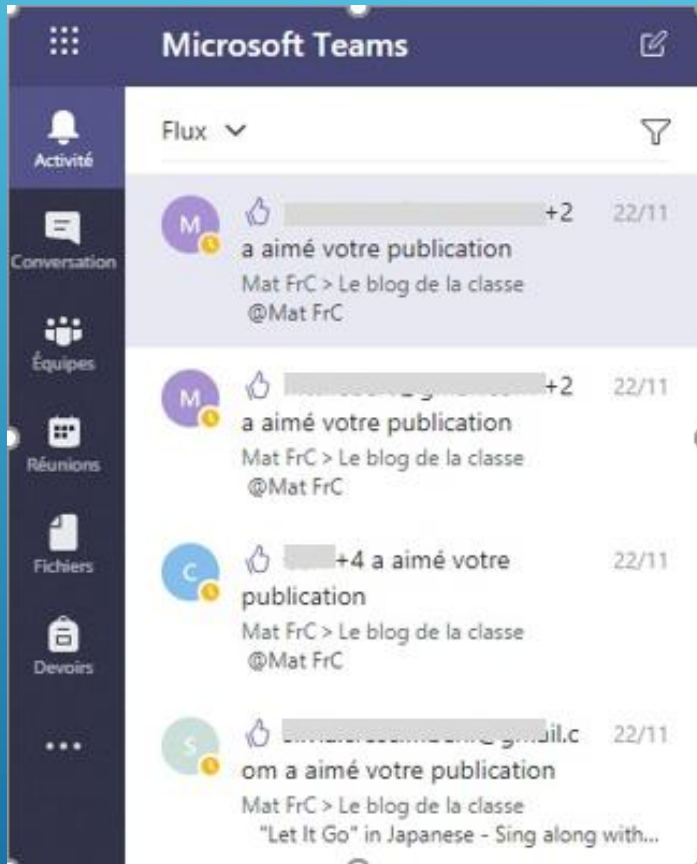 Microsoft Teams
Activité
Conversation
Équipes
Réunions
Fichiers
Devoirs
Flux
M
+2 22/11
a aimé votre publication
Mat FrC > Le blog de la classe
@Mat FrC
M
+2 22/11
a aimé votre publication
Mat FrC > Le blog de la classe
@Mat FrC
C
+4 a aimé votre 22/11
publication
Mat FrC > Le blog de la classe
@Mat FrC
S
22/11
om a aimé votre publication
Mat FrC > Le blog de la classe
"Let It Go" in Japanese - Sing along with...